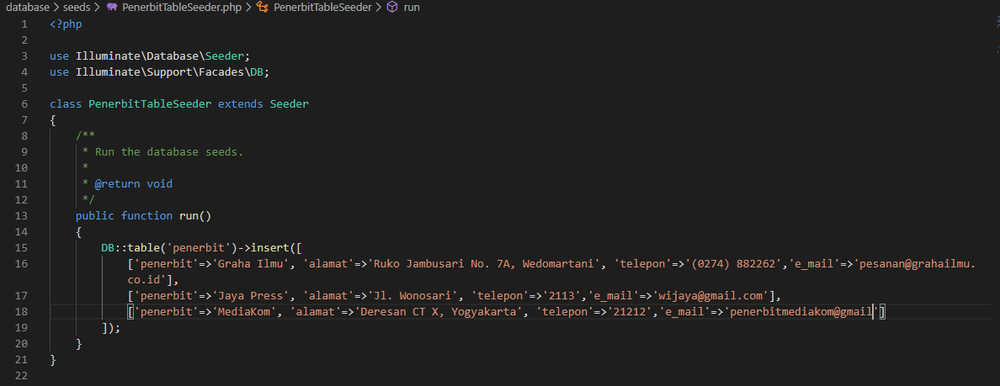 database > seeds > PenerbitTableSeeder.php > PenerbitTableSeeder > run
1 <?php
2
3 use Illuminate\Database\Seeder;
4 use Illuminate\Support\Facades\DB;
5
6 class PenerbitTableSeeder extends Seeder
7 {
8 /**
9 * Run the database seeds.
10 *
11 * @return void
12 */
13 public function run()
14 {
15 DB::table('penerbit')->insert([
16 ['penerbit'=>'Graha Ilmu', 'alamat'=>'Ruko Jambusari No. 7A, Wedomartani', 'telepon'=>'(0274) 882262','e_mail'=>'pesanan@grahailmu.
co.id'],
17 ['penerbit'=>'Jaya Press', 'alamat'=>'Jl. Wonosari', 'telepon'=>'2113','e_mail'=>'wijaya@gmail.com'],
18 ['penerbit'=>'MediaKom', 'alamat'=>'Deresan CT X, Yogyakarta', 'telepon'=>'21212','e_mail'=>'penerbitmediakom@gmail']
19 ]);
20 }
21 }
22